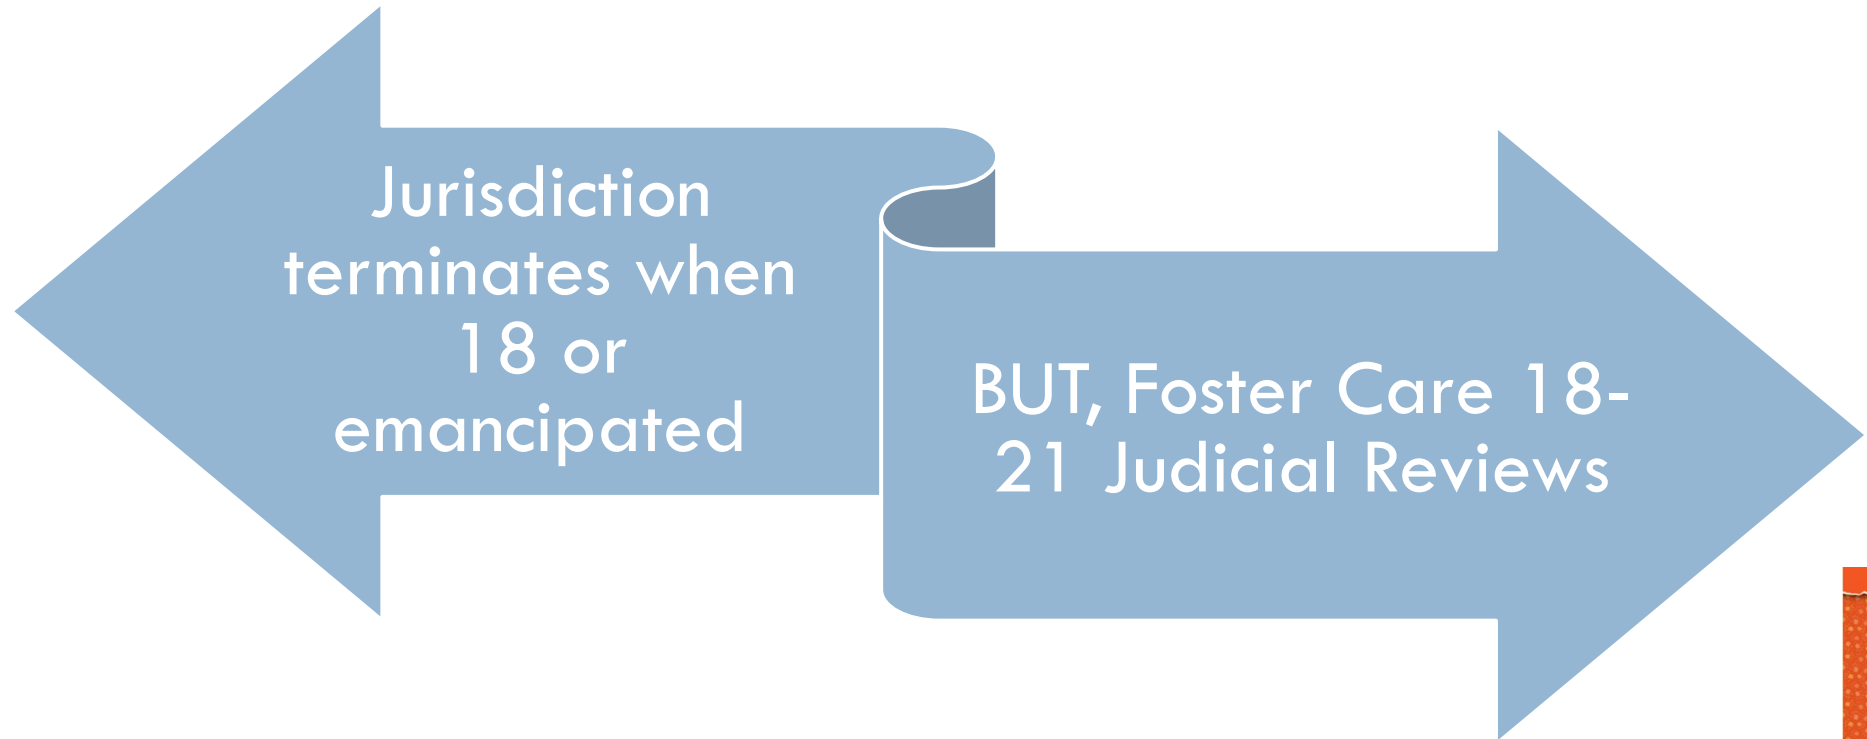 Jurisdiction
terminates when
18 or
emancipated
BUT, Foster Care 18-
21 Judicial Reviews